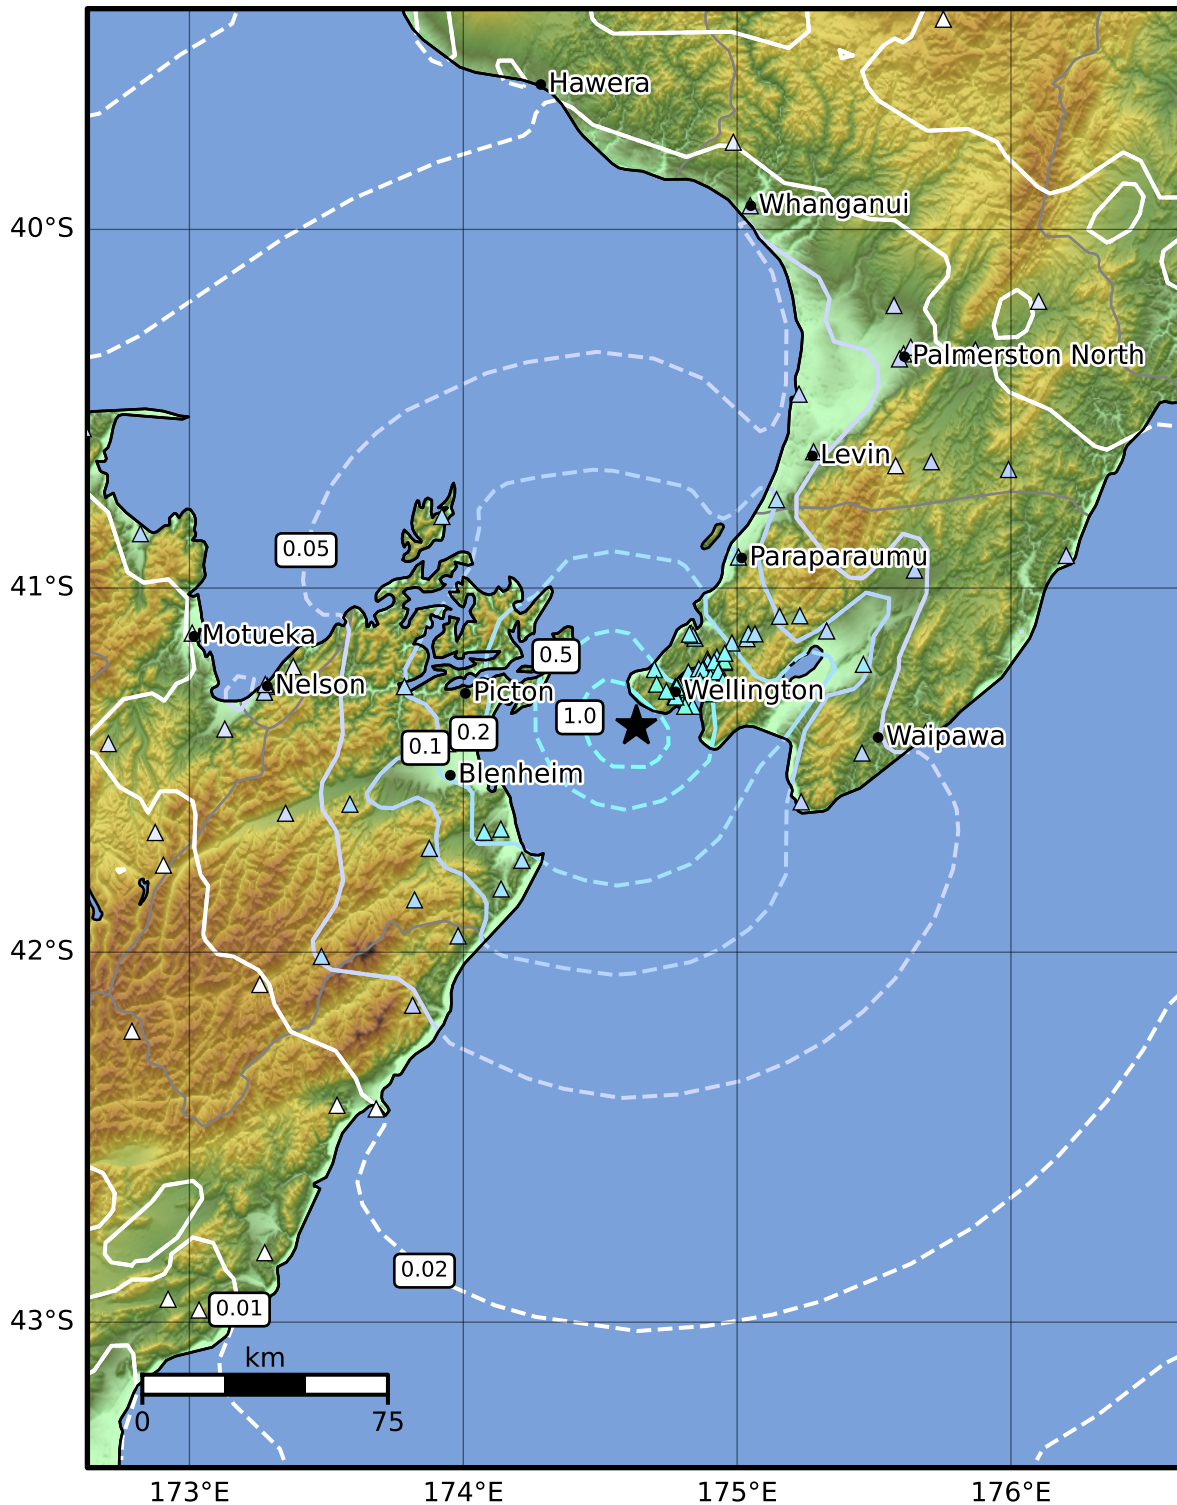 Hawera
Whanganui
40°S
Palmerston North
Levin
0.05
Paraparaumu
41°S
Motueka
0.5
Nelson
Picton
Wellington
1.0
0.2
0.1
Waipawa
Blenheim
42°S
0.02
0.01
43°S
km
0
75
173°E
174°E
175°E
176°E